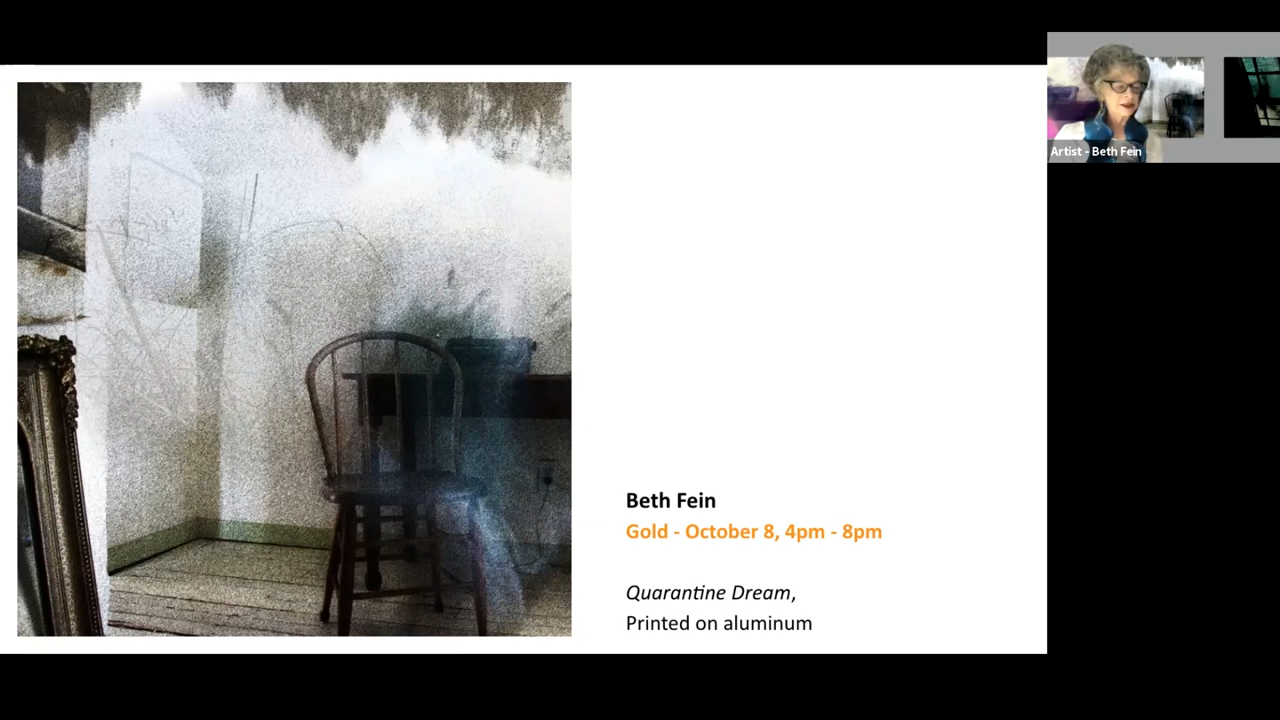 Artist - Beth Fein
Beth Fein
Gold - October 8, 4pm - 8pm
Quarantine Dream,
Printed on aluminum